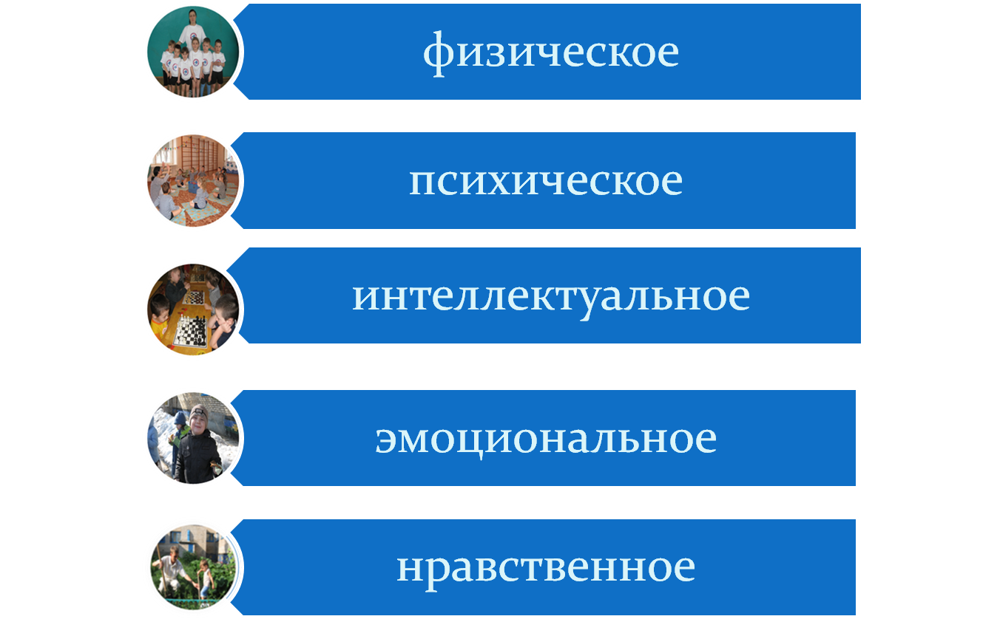 физическое
психическое
интеллектуальное
эмоциональное
нравственное